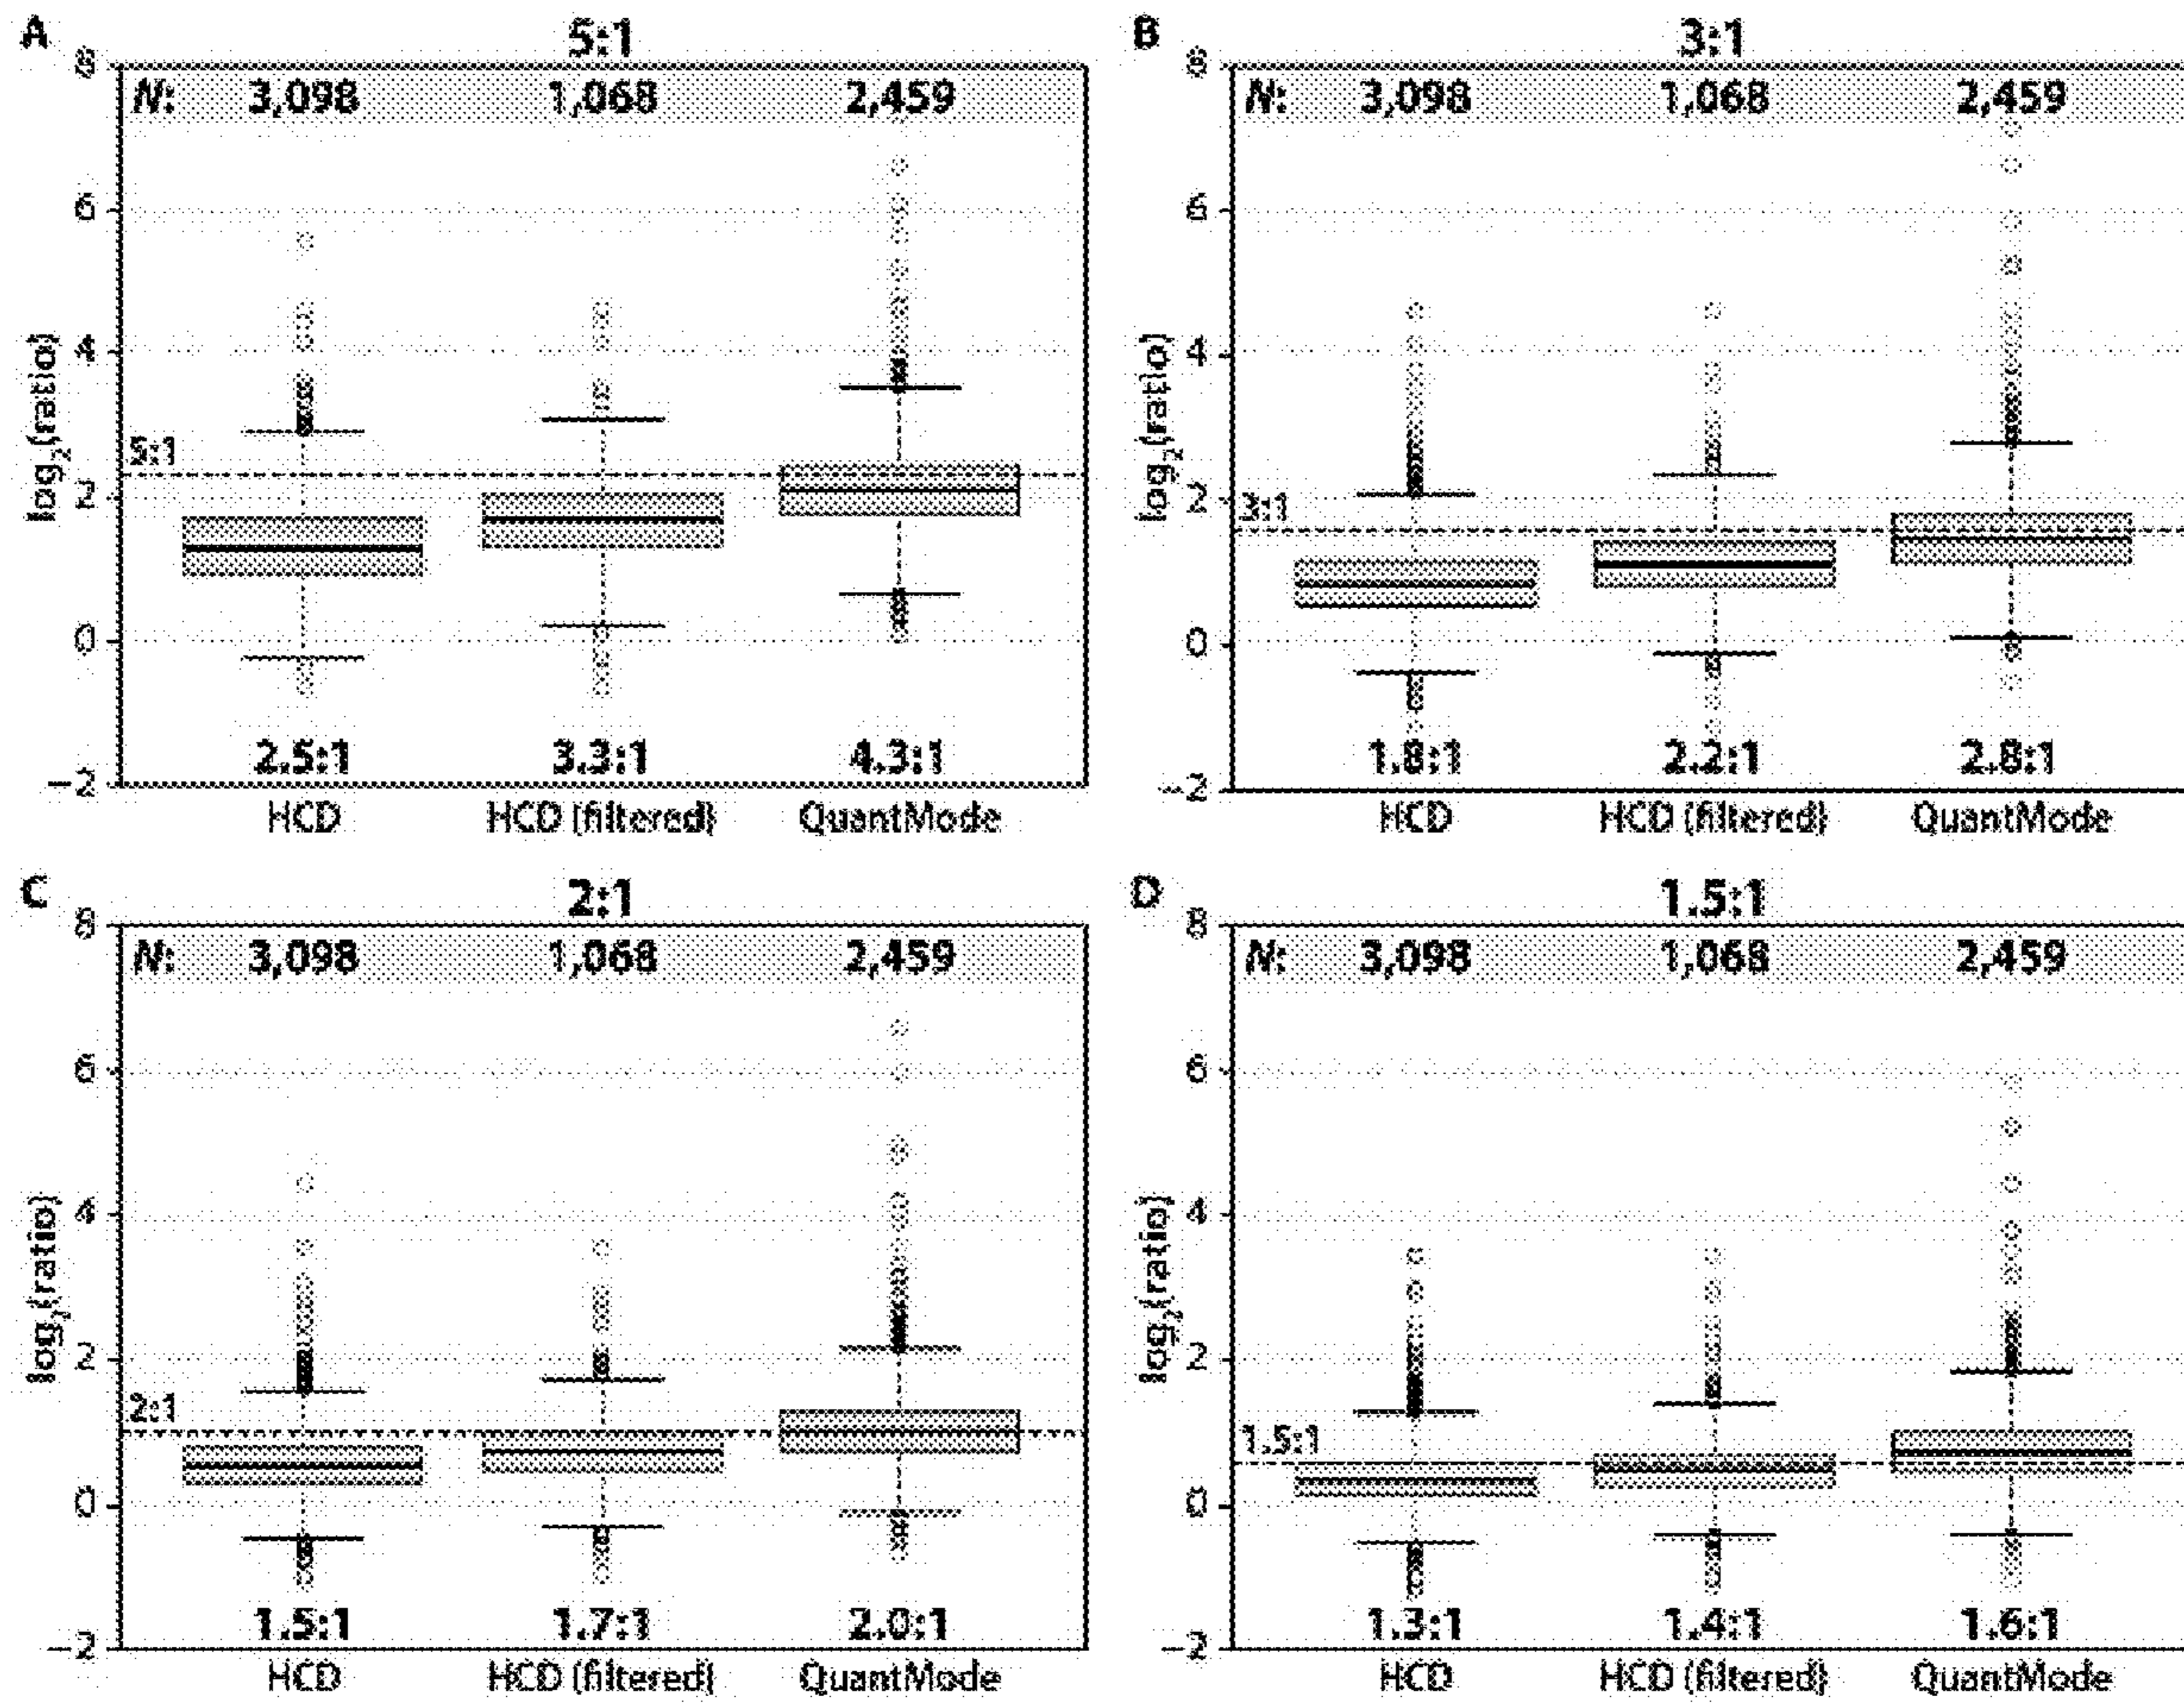 A
5:1
N: 3,098 1,068 2,459
8
6
4
2
0
−2
log2(ratio)
5:1
2.5:1 3.3:1 4.3:1
HCD HCD (filtered) QuantMode
B
3:1
N: 3,098 1,068 2,459
8
6
4
2
0
−2
log2(ratio)
3:1
1.8:1 2.2:1 2.8:1
HCD HCD (filtered) QuantMode
C
2:1
N: 3,098 1,068 2,459
8
6
4
2
0
−2
log2(ratio)
2:1
1.5:1 1.7:1 2.0:1
HCD HCD (filtered) QuantMode
D
1.5:1
N: 3,098 1,068 2,459
8
6
4
2
0
−2
log2(ratio)
1.5:1
1.3:1 1.4:1 1.6:1
HCD HCD (filtered) QuantMode